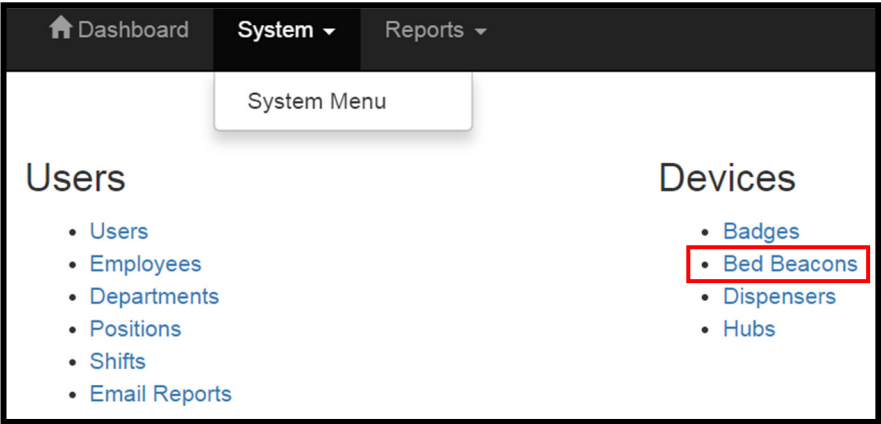 Dashboard System Reports
System Menu
Users
Users
Employees
Departments
Positions
Shifts
Email Reports
Devices
Badges
Bed Beacons
Dispensers
Hubs